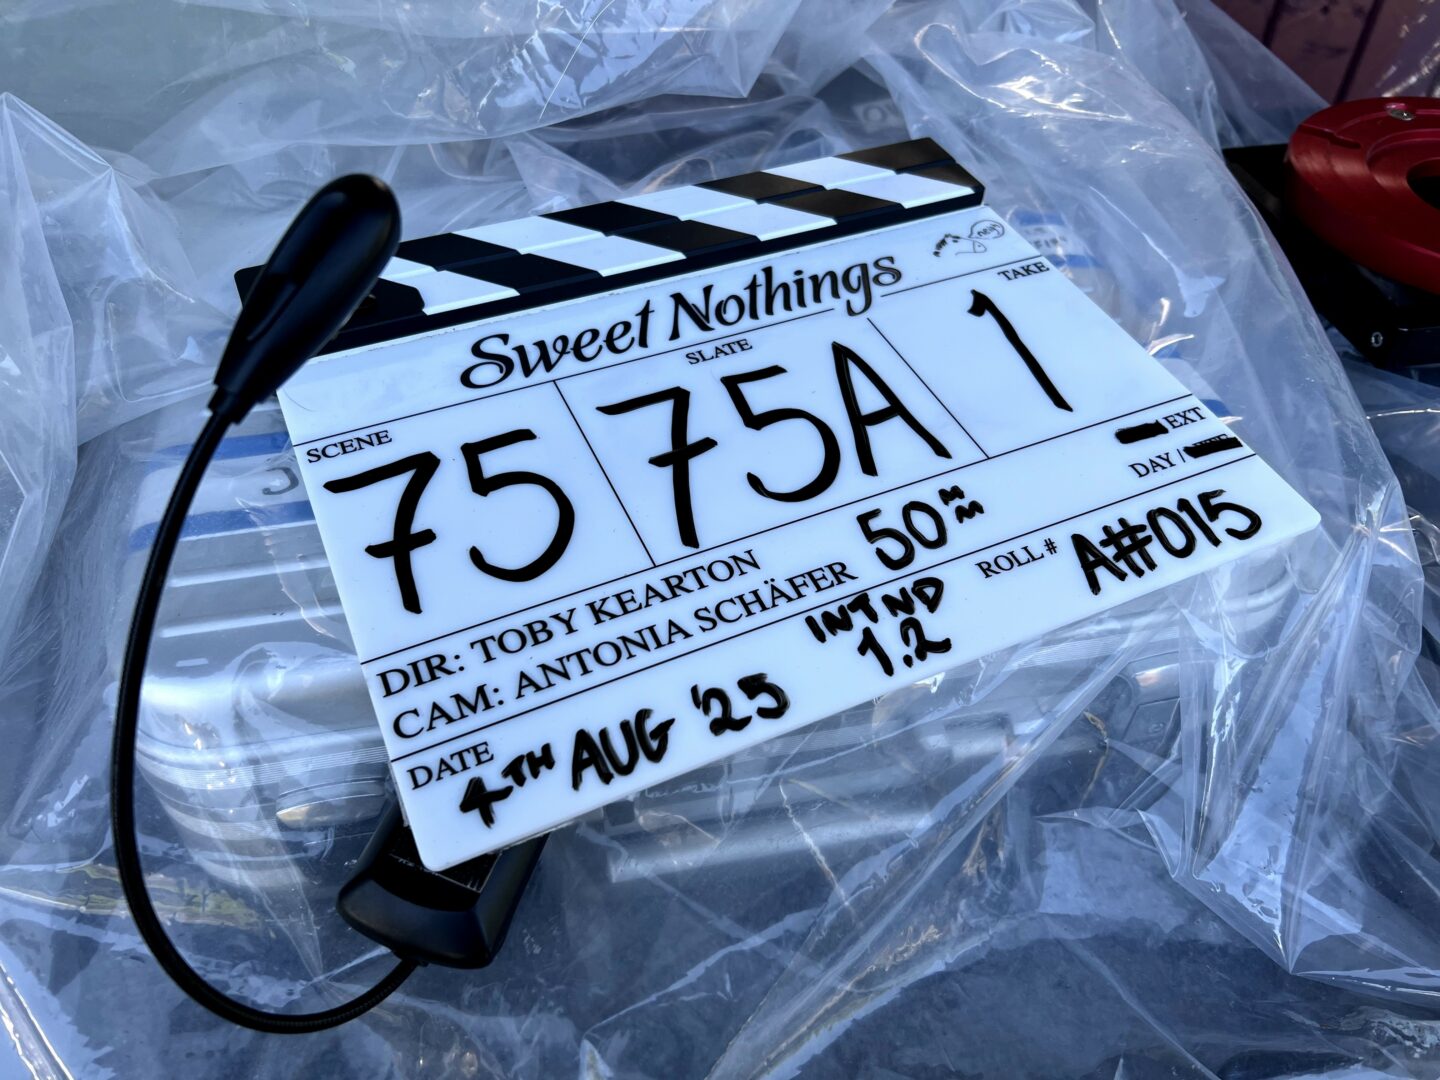 Sweet Nothings
neigh
SCENE
75
SLATE
75A
TAKE
1
EXT
DAY /
DIR: TOBY KEARTON
50MM
CAM: ANTONIA SCHÄFER
INT ND
1.2
ROLL #
A#015
DATE
4TH AUG '25